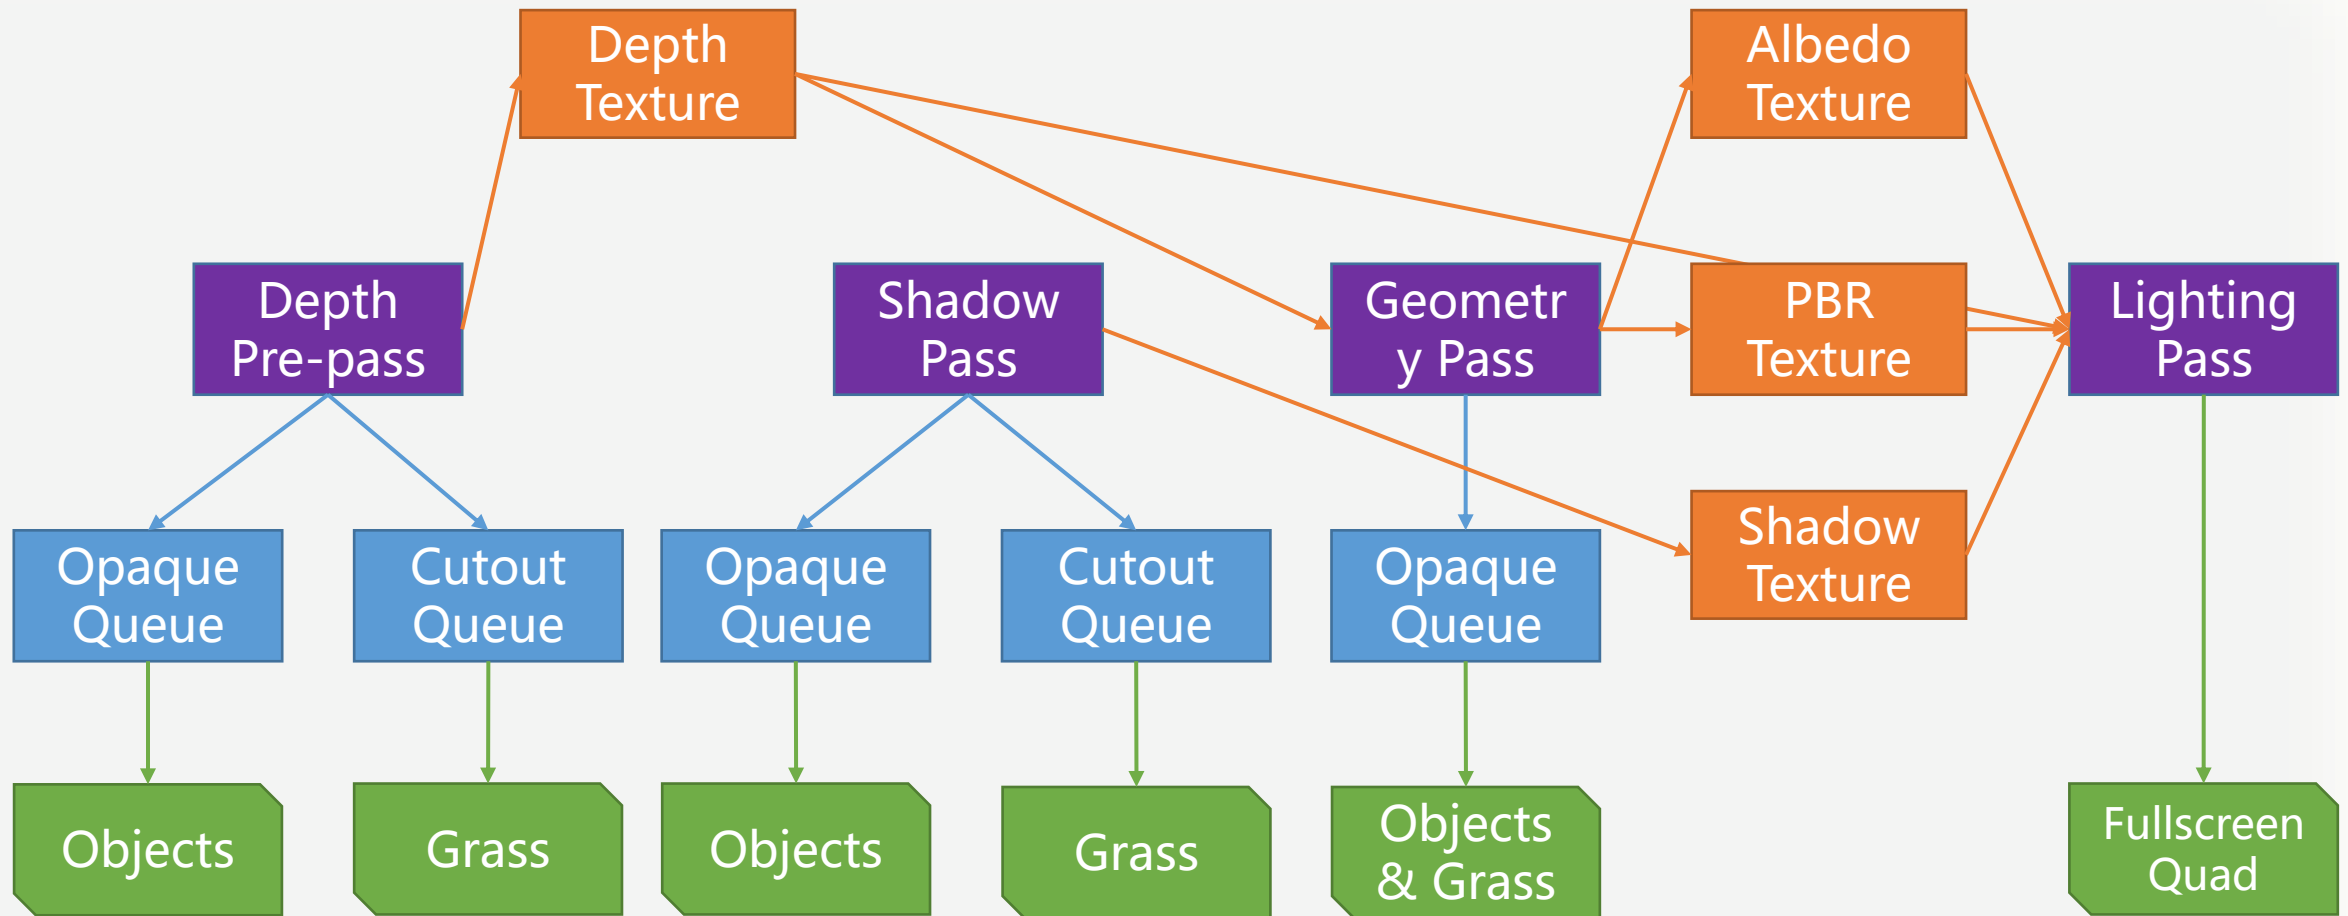 Depth
Texture
Albedo
Texture
Depth
Pre-pass
Shadow
Pass
Geometr
y Pass
PBR
Texture
Lighting
Pass
Shadow
Texture
Opaque
Queue
Cutout
Queue
Opaque
Queue
Cutout
Queue
Opaque
Queue
Objects
Grass
Objects
Grass
Objects
& Grass
Fullscreen
Quad